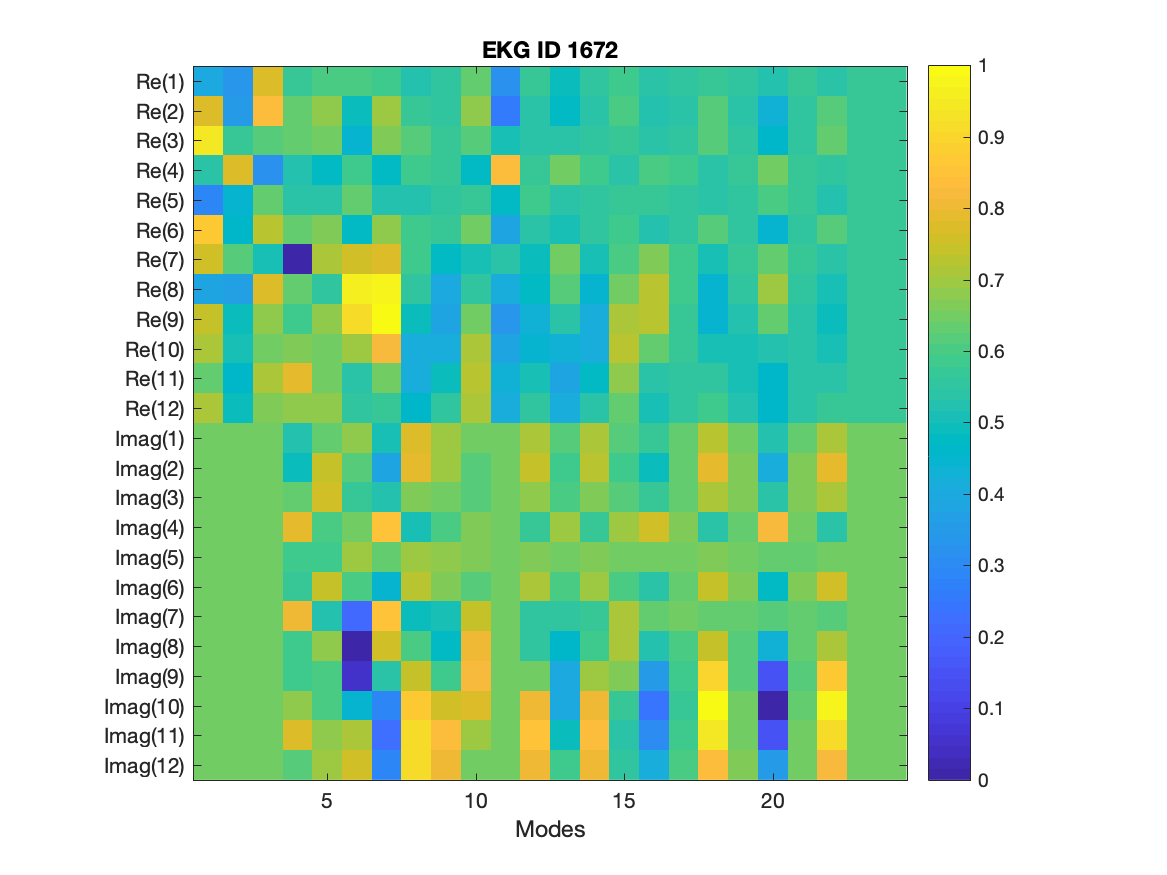 EKG ID 1672
Re(1)
Re(2)
Re(3)
Re(4)
Re(5)
Re(6)
Re(7)
Re(8)
Re(9)
Re(10)
Re(11)
Re(12)
Imag(1)
Imag(2)
Imag(3)
Imag(4)
Imag(5)
Imag(6)
Imag(7)
Imag(8)
Imag(9)
Imag(10)
Imag(11)
Imag(12)
5 10 15 20
Modes
1
0.9
0.8
0.7
0.6
0.5
0.4
0.3
0.2
0.1
0